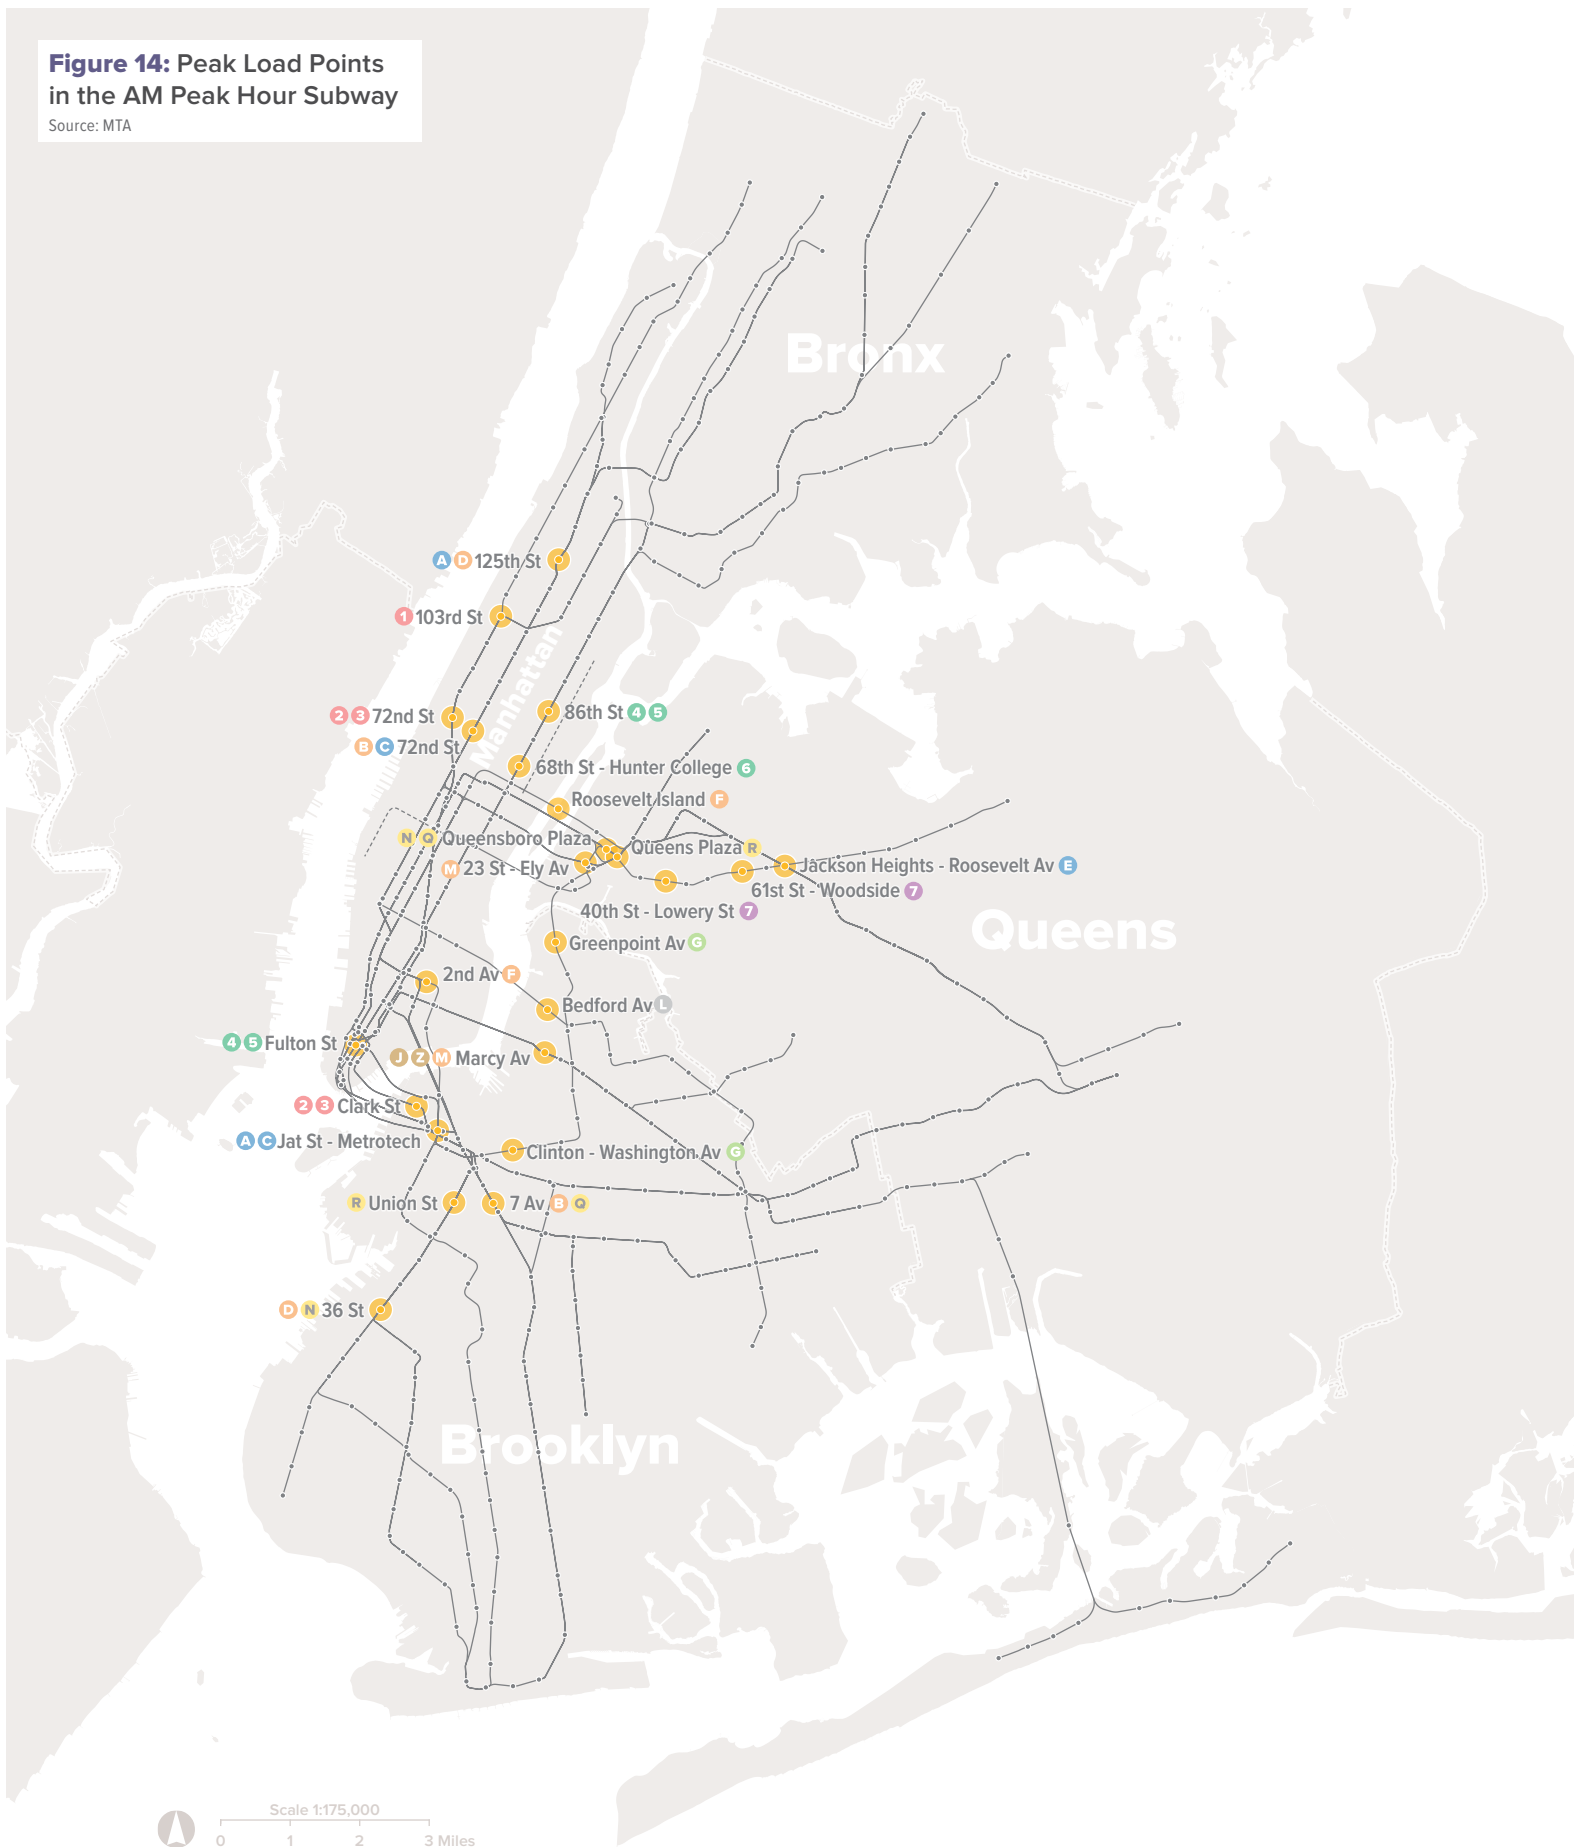 Figure 14: Peak Load Points
in the AM Peak Hour Subway
Source: MTA
Bronx
A D 125th St
1 103rd St
Manhattan
2 3 72nd St
86th St 4 5
B C 72nd St
68th St - Hunter College 6
Roosevelt Island F
N Q Queensboro Plaza
Queens Plaza R
M 23 St - Ely Av
Jackson Heights - Roosevelt Av E
61st St - Woodside 7
40th St - Lowery St 7
Queens
Greenpoint Av G
2nd Av F
Bedford Av L
4 5 Fulton St
J Z M Marcy Av
2 3 Clark St
A C Jat St - Metrotech
Clinton - Washington Av G
R Union St
7 Av B Q
D N 36 St
Brooklyn
Scale 1:175,000
0 1 2 3 Miles